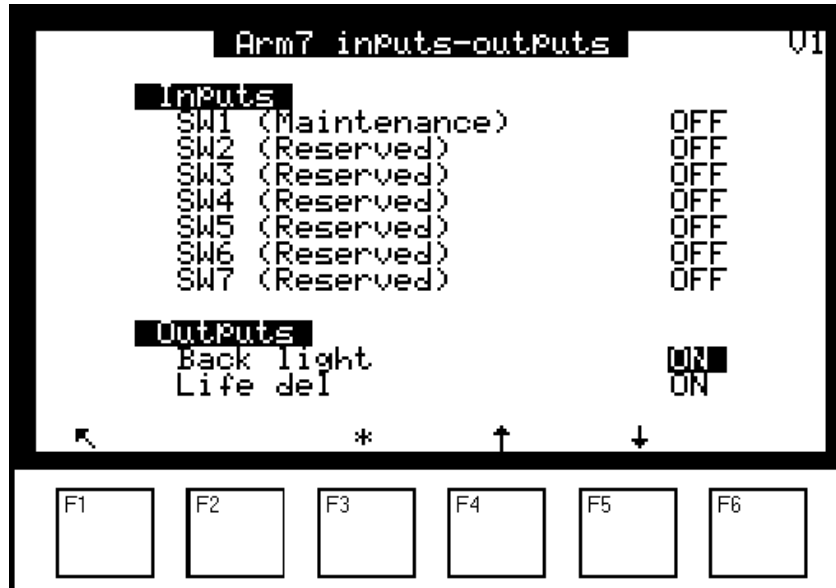 Arm7 inputs-outputs V1
Inputs
SW1 (Maintenance) OFF
SW2 (Reserved) OFF
SW3 (Reserved) OFF
SW4 (Reserved) OFF
SW5 (Reserved) OFF
SW6 (Reserved) OFF
SW7 (Reserved) OFF
Outputs
Back light ON
Life del ON
↖ * ↑ ↓
F1 F2 F3 F4 F5 F6